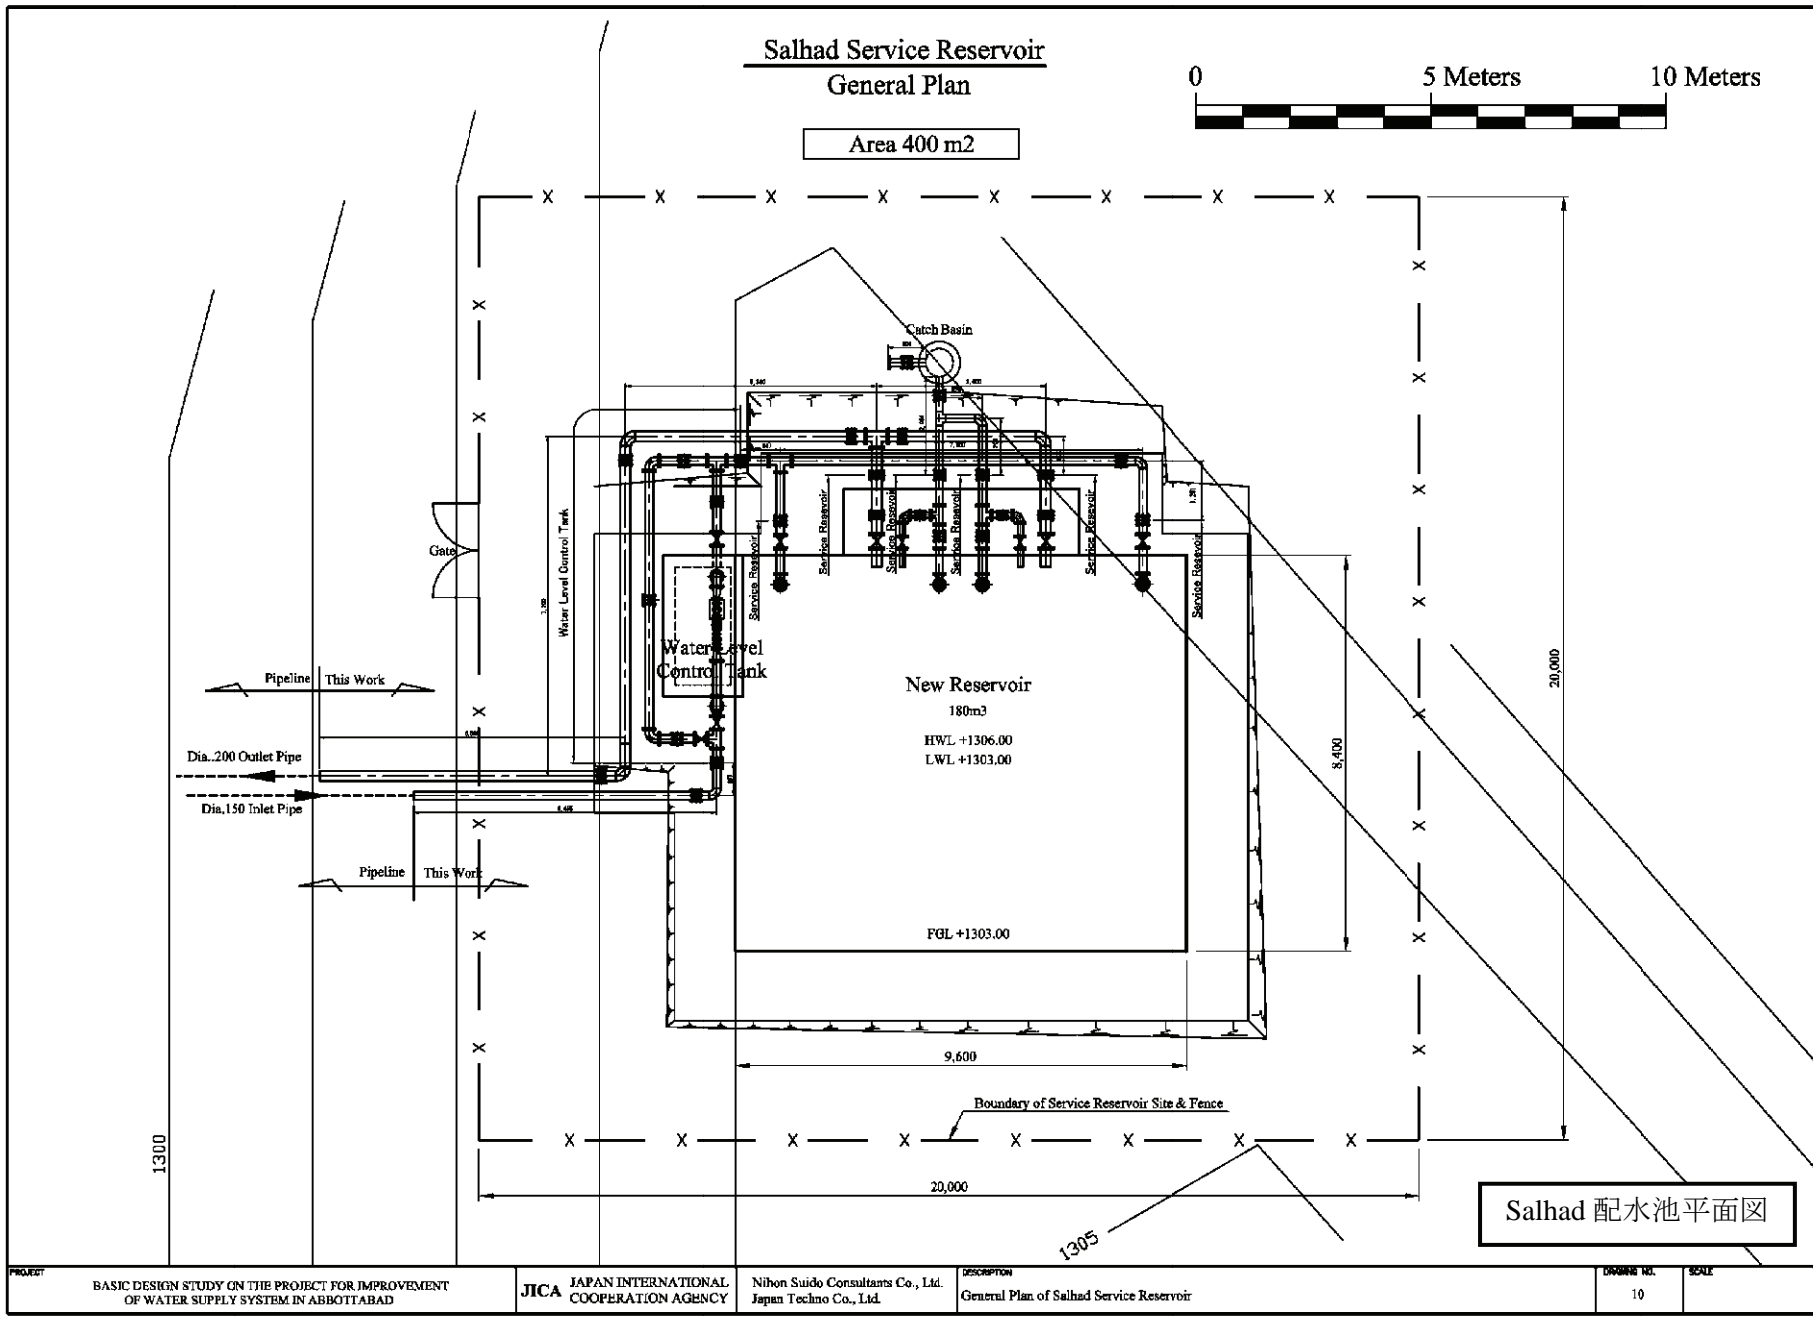 Salhad Service Reservoir
General Plan
Area 400 m2
0
5 Meters
10 Meters
Catch Basin
Gate
Water Level Control Tank
Service Resevoir
Service Resevoir
Service Resevoir
Service Resevoir
Service Resevoir
Service Resevoir
Water Level
Control Tank
New Reservoir
180m3
HWL +1306.00
LWL +1303.00
FGL +1303.00
Pipeline
This Work
Dia..200 Outlet Pipe
Dia.150 Inlet Pipe
Pipeline
This Work
8,400
20,000
9,600
Boundary of Service Reservoir Site & Fence
20,000
1300
1305
Salhad 配水池平面図
PROJECT
BASIC DESIGN STUDY ON THE PROJECT FOR IMPROVEMENT
OF WATER SUPPLY SYSTEM IN ABBOTTABAD
JICA
JAPAN INTERNATIONAL
COOPERATION AGENCY
Nihon Suido Consultants Co., Ltd.
Japan Techno Co., Ltd.
DESCRIPTION
General Plan of Salhad Service Reservoir
DRAWING NO.
10
SCALE